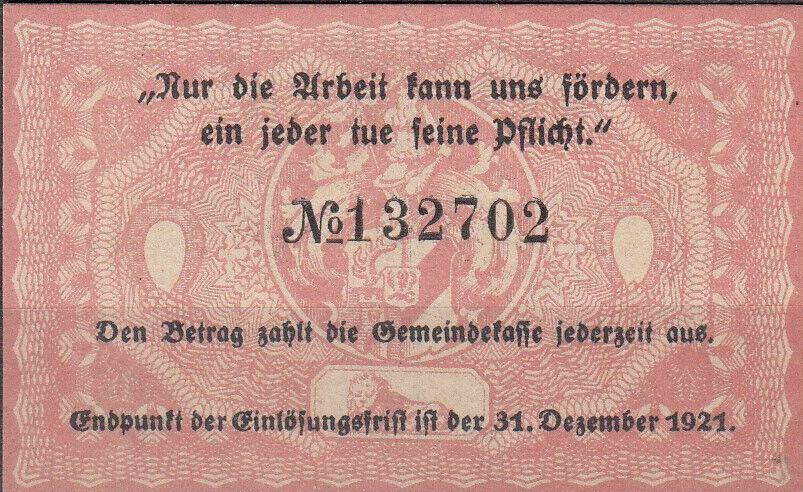 „Nur die Arbeit kann uns fördern,
ein jeder tue seine Pflicht.“
№132702
Den Betrag zahlt die Gemeindekasse jederzeit aus.
Endpunkt der Einlösungsfrist ist der 31. Dezember 1921.